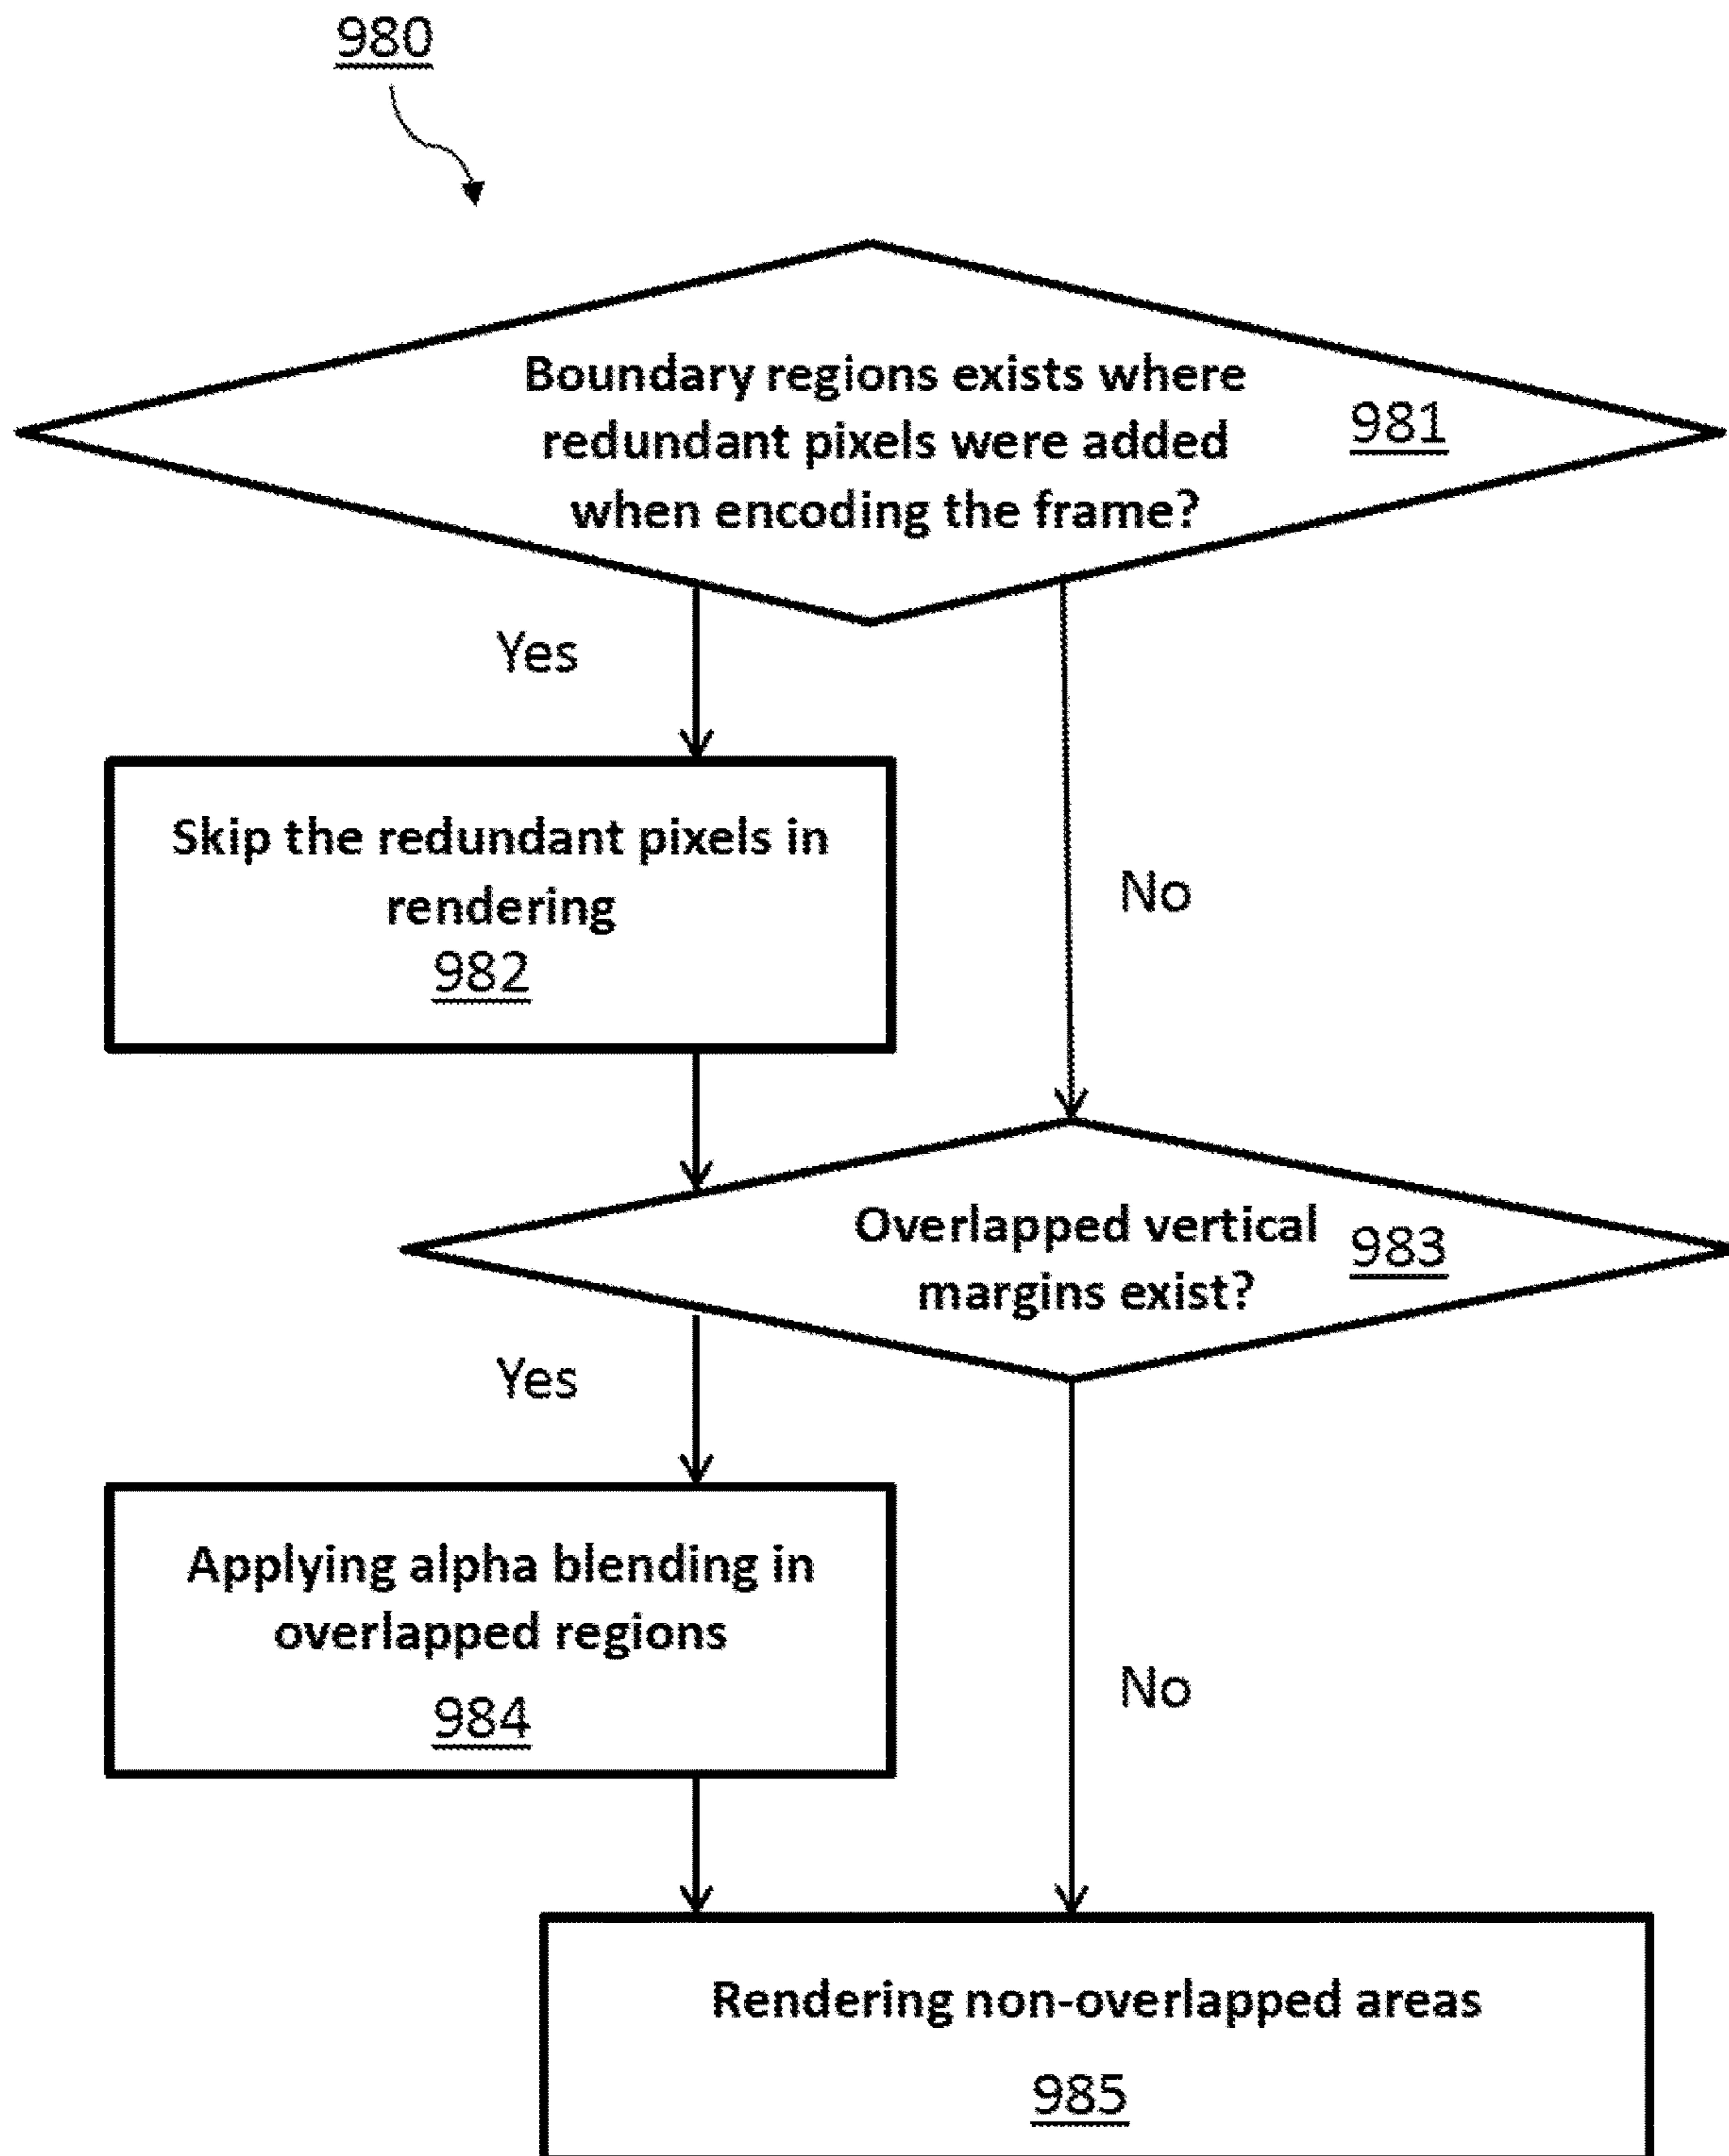 980
Boundary regions exists where
redundant pixels were added
when encoding the frame?
981
Yes
Skip the redundant pixels in
rendering
982
No
Overlapped vertical
margins exist?
983
Yes
Applying alpha blending in
overlapped regions
984
No
Rendering non-overlapped areas
985